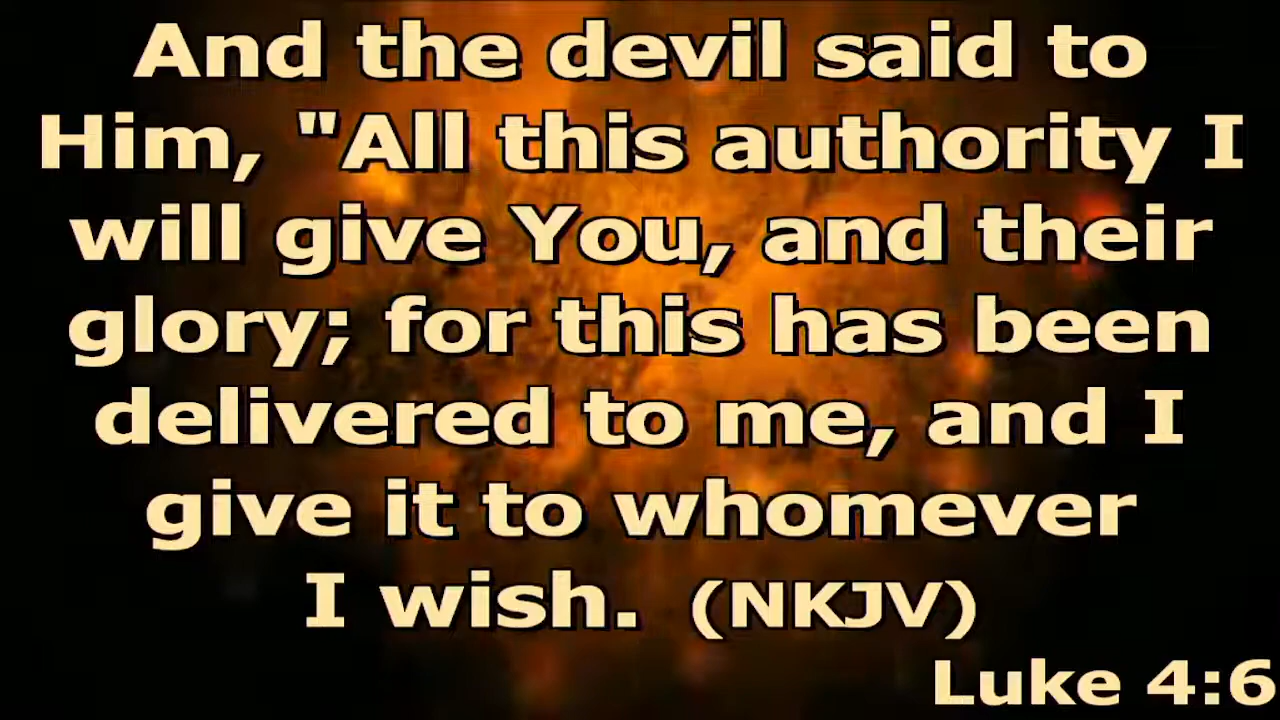 And the devil said to
Him, "All this authority I
will give You, and their
glory; for this has been
delivered to me, and I
give it to whomever
I wish. (NKJV)
Luke 4:6